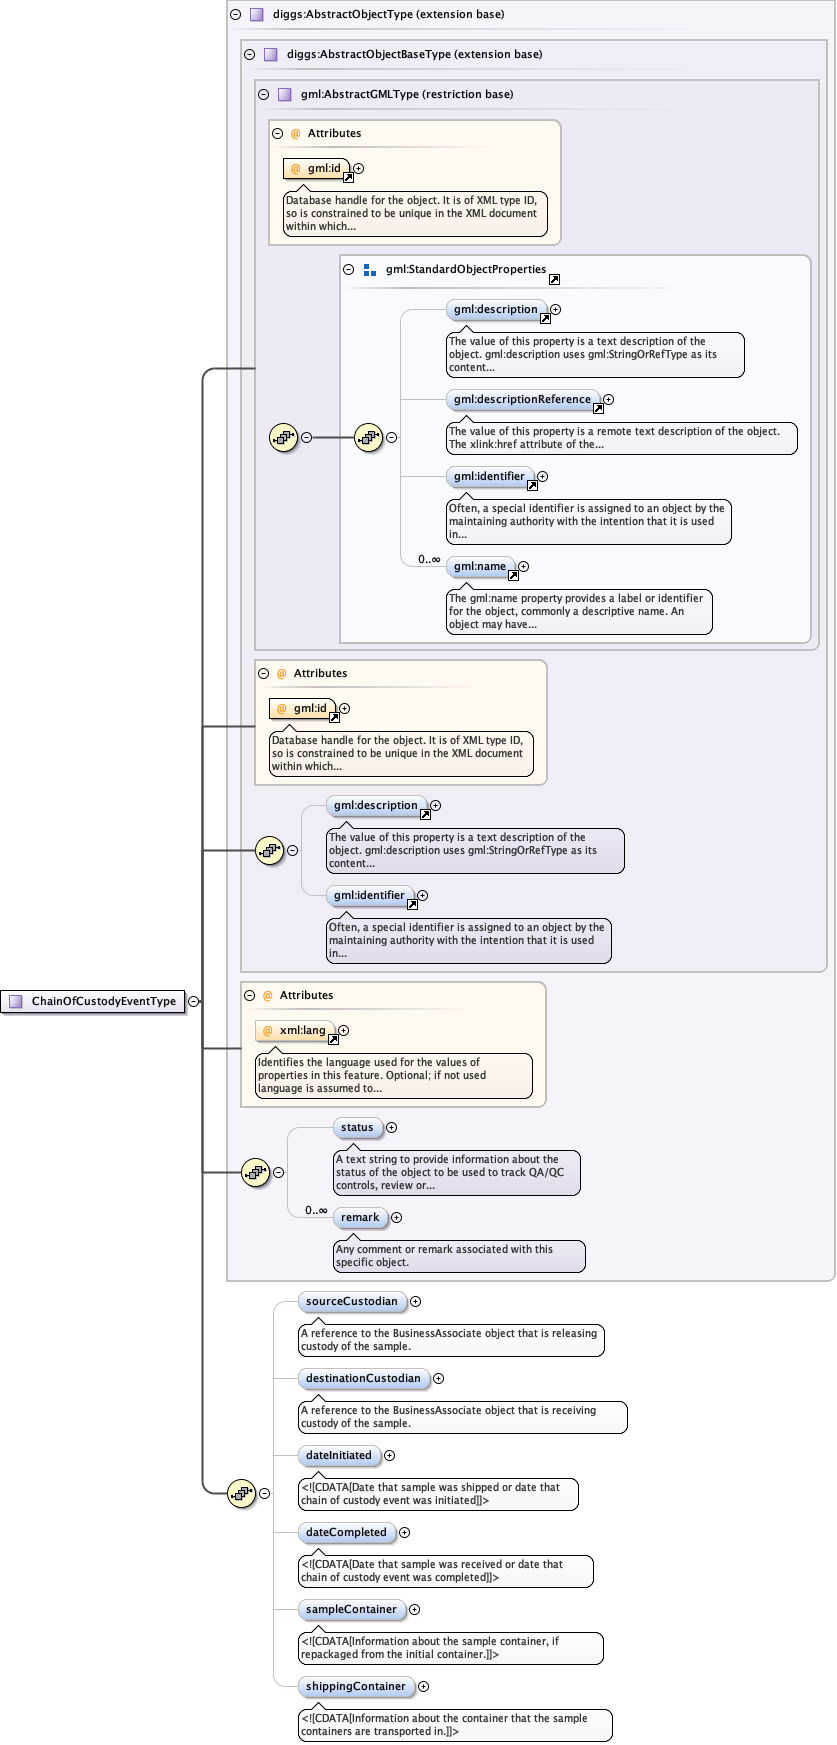 diggs:AbstractObjectType (extension base)
diggs:AbstractObjectBaseType (extension base)
gml:AbstractGMLType (restriction base)
@ Attributes
@ gml:id
Database handle for the object. It is of XML type ID,
so is constrained to be unique in the XML document
within which...
gml:StandardObjectProperties
gml:description
The value of this property is a text description of the
object. gml:description uses gml:StringOrRefType as its
content...
gml:descriptionReference
The value of this property is a remote text description of the object.
The xlink:href attribute of the...
gml:identifier
Often, a special identifier is assigned to an object by the
maintaining authority with the intention that it is used
in...
0..∞
gml:name
The gml:name property provides a label or identifier
for the object, commonly a descriptive name. An
object may have...
@ Attributes
@ gml:id
Database handle for the object. It is of XML type ID,
so is constrained to be unique in the XML document
within which...
gml:description
The value of this property is a text description of the
object. gml:description uses gml:StringOrRefType as its
content...
gml:identifier
Often, a special identifier is assigned to an object by the
maintaining authority with the intention that it is used
in...
ChainOfCustodyEventType
@ Attributes
@ xml:lang
Identifies the language used for the values of
properties in this feature. Optional; if not used
language is assumed to...
status
A text string to provide information about the
status of the object to be used to track QA/QC
controls, review or...
0..∞
remark
Any comment or remark associated with this
specific object.
sourceCustodian
A reference to the BusinessAssociate object that is releasing
custody of the sample.
destinationCustodian
A reference to the BusinessAssociate object that is receiving
custody of the sample.
dateInitiated
<![CDATA[Date that sample was shipped or date that
chain of custody event was initiated]]>
dateCompleted
<![CDATA[Date that sample was received or date that
chain of custody event was completed]]>
sampleContainer
<![CDATA[Information about the sample container, if
repackaged from the initial container.]]>
shippingContainer
<![CDATA[Information about the container that the sample
containers are transported in.]]>